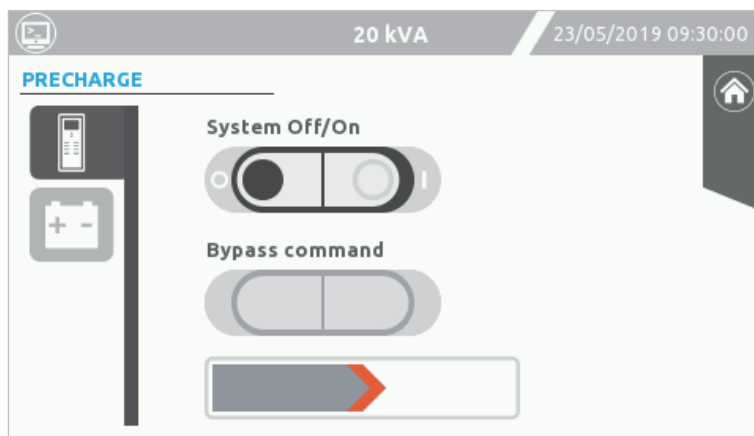 20 kVA
23/05/2019 09:30:00
PRECHARGE
System Off/On
Bypass command